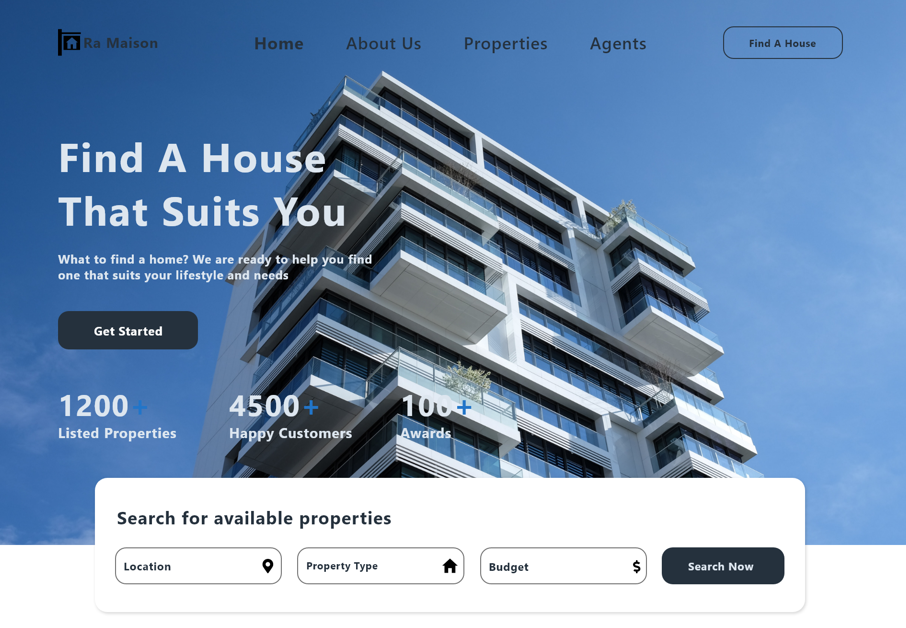 Ra Maison
Home
About Us
Properties
Agents
Find A House
Find A House
That Suits You
What to find a home? We are ready to help you find
one that suits your lifestyle and needs
Get Started
1200+
4500+
100+
Listed Properties
Happy Customers
Awards
Search for available properties
Location
Property Type
Budget
$
Search Now